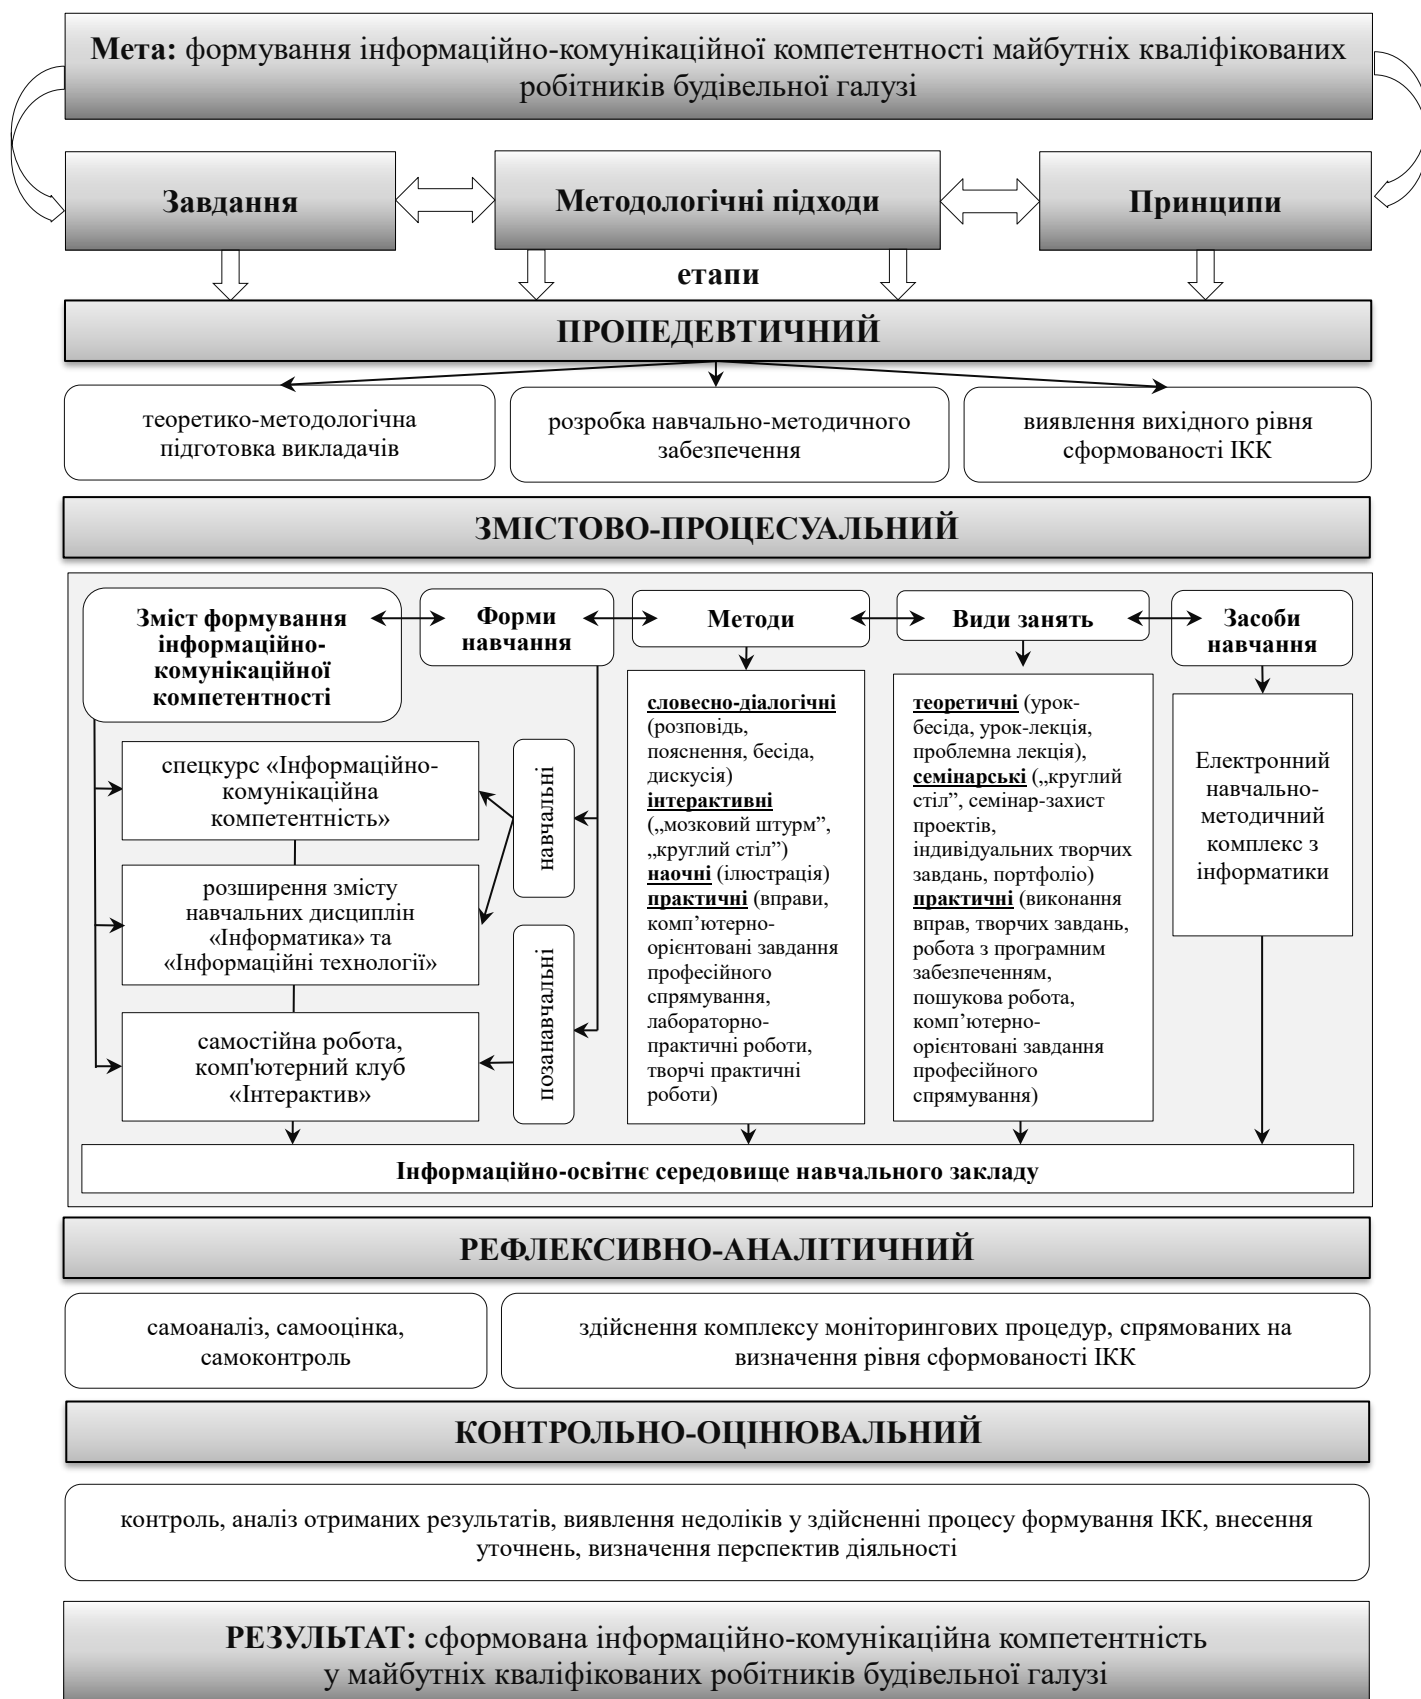 Мета: формування інформаційно-комунікаційної компетентності майбутніх кваліфікованих
робітників будівельної галузі
Завдання
Методологічні підходи
Принципи
етапи
ПРОПЕДЕВТИЧНИЙ
теоретико-методологічна
підготовка викладачів
розробка навчально-методичного
забезпечення
виявлення вихідного рівня
сформованості ІКК
ЗМІСТОВО-ПРОЦЕСУАЛЬНИЙ
Зміст формування
інформаційно-
комунікаційної
компетентності
Форми
навчання
Методи
Види занять
Засоби
навчання
спецкурс «Інформаційно-
комунікаційна
компетентність»
розширення змісту
навчальних дисциплін
«Інформатика» та
«Інформаційні технології»
самостійна робота,
комп'ютерний клуб
«Інтерактив»
навчальні
позанавчальні
словесно-діалогічні
(розповідь,
пояснення, бесіда,
дискусія)
інтерактивні
(„мозковий штурм”,
„круглий стіл”)
наочні (ілюстрація)
практичні (вправи,
комп’ютерно-
орієнтовані завдання
професійного
спрямування,
лабораторно-
практичні роботи,
творчі практичні
роботи)
теоретичні (урок-
бесіда, урок-лекція,
проблемна лекція),
семінарські („круглий
стіл”, семінар-захист
проектів,
індивідуальних творчих
завдань, портфоліо)
практичні (виконання
вправ, творчих завдань,
робота з програмним
забезпеченням,
пошукова робота,
комп’ютерно-
орієнтовані завдання
професійного
спрямування)
Електронний
навчально-
методичний
комплекс з
інформатики
Інформаційно-освітнє середовище навчального закладу
РЕФЛЕКСИВНО-АНАЛІТИЧНИЙ
самоаналіз, самооцінка,
самоконтроль
здійснення комплексу моніторингових процедур, спрямованих на
визначення рівня сформованості ІКК
КОНТРОЛЬНО-ОЦІНЮВАЛЬНИЙ
контроль, аналіз отриманих результатів, виявлення недоліків у здійсненні процесу формування ІКК, внесення
уточнень, визначення перспектив діяльності
РЕЗУЛЬТАТ: сформована інформаційно-комунікаційна компетентність
у майбутніх кваліфікованих робітників будівельної галузі